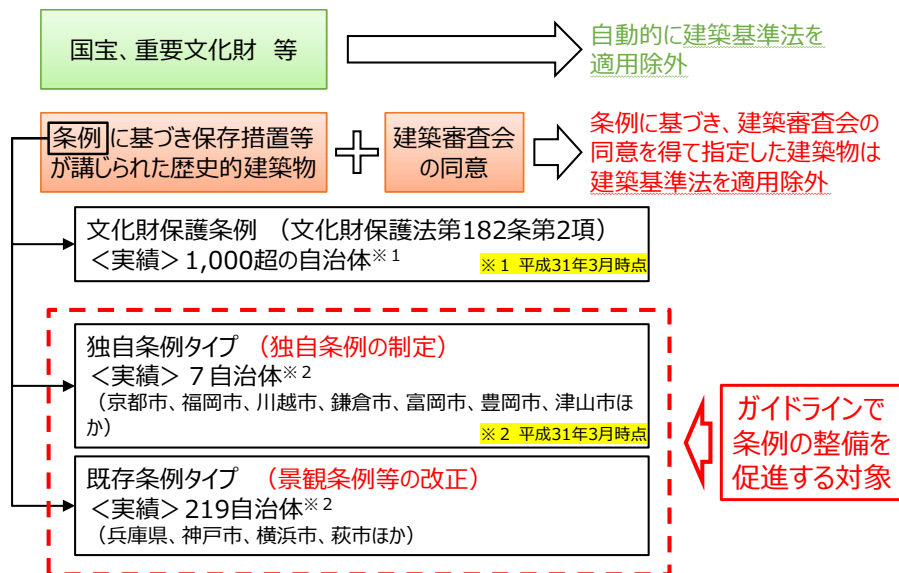 国宝、重要文化財 等
自動的に建築基準法を
適用除外
条例に基づき保存措置等
が講じられた歴史的建築物
建築審査会
の同意
条例に基づき、建築審査会の
同意を得て指定した建築物は
建築基準法を適用除外
文化財保護条例 （文化財保護法第182条第2項）
＜実績＞1,000超の自治体※1
※1 平成31年3月時点
独自条例タイプ （独自条例の制定）
＜実績＞７自治体※2
（京都市、福岡市、川越市、鎌倉市、富岡市、豊岡市、津山市ほ
か）
※2 平成31年3月時点
既存条例タイプ （景観条例等の改正）
＜実績＞219自治体※2
（兵庫県、神戸市、横浜市、萩市ほか）
ガイドラインで
条例の整備を
促進する対象